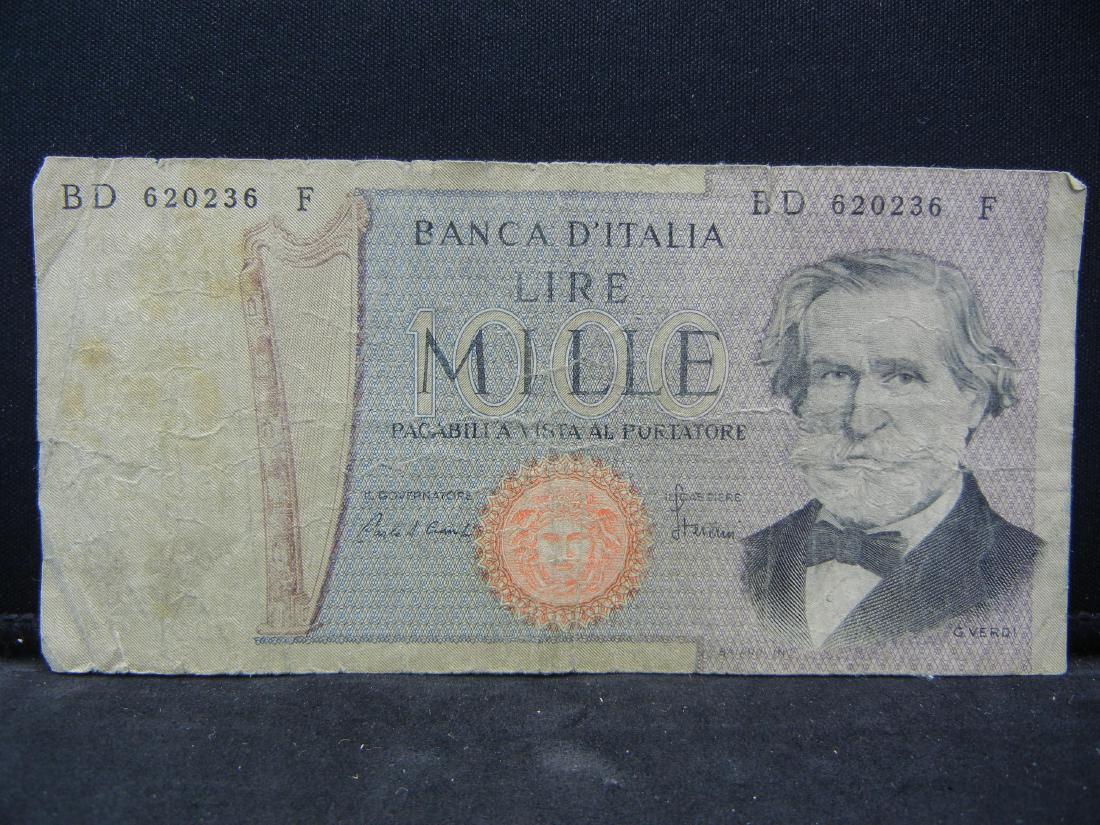 BD 620236 F
BD 620236 F
BANCA D'ITALIA
LIRE
1000
MILLE
PAGABILI A VISTA AL PORTATORE
IL GOVERNATORE
IL CASSIERE
G. VERDI